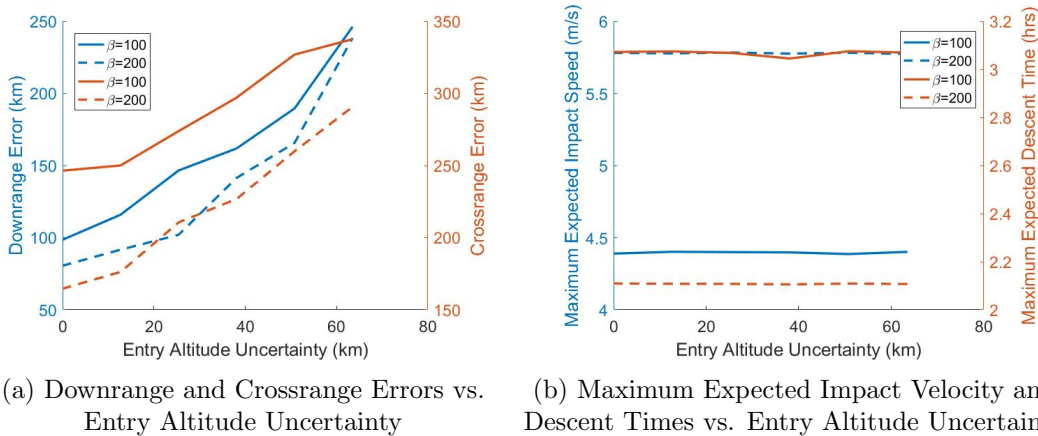 250
200
150
100
50
Downrange Error (km)
β=100
β=200
β=100
β=200
350
300
250
200
150
Crossrange Error (km)
0 20 40 60 80
Entry Altitude Uncertainty (km)
(a) Downrange and Crossrange Errors vs.
Entry Altitude Uncertainty
6
5.5
5
4.5
4
Maximum Expected Impact Speed (m/s)
β=100
β=200
β=100
β=200
3.2
3
2.8
2.6
2.4
2.2
2
Maximum Expected Descent Time (hrs)
0 20 40 60 80
Entry Altitude Uncertainty (km)
(b) Maximum Expected Impact Velocity an
Descent Times vs. Entry Altitude Uncertain